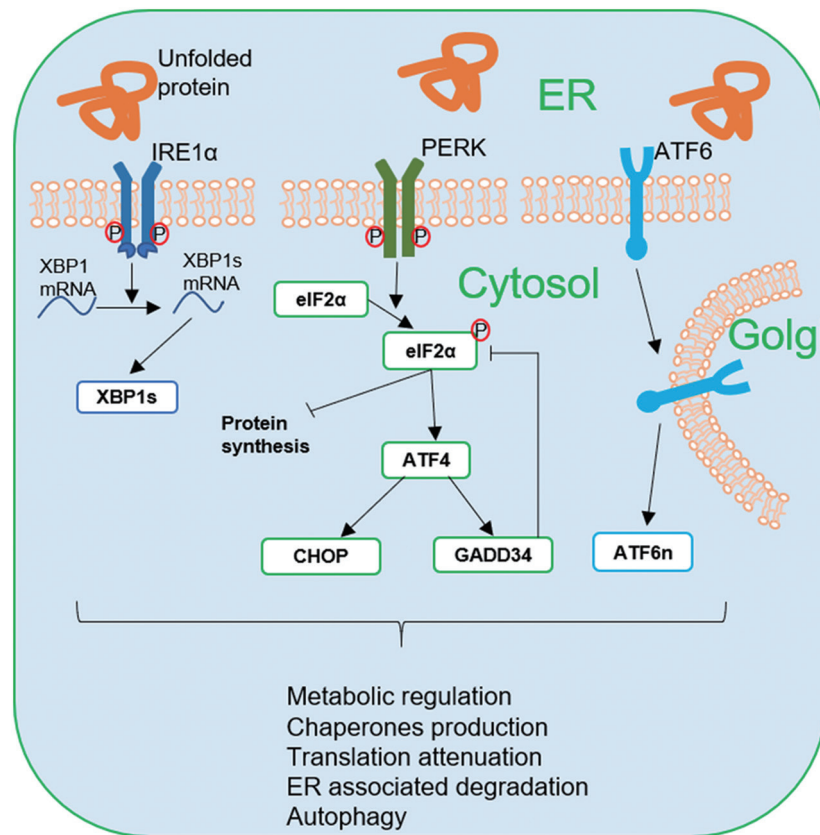 Unfolded
protein
ER
IRE1α
PERK
ATF6
P
P
P
P
XBP1
mRNA
XBP1s
mRNA
Cytosol
eIF2α
P
eIF2α
Golg
XBP1s
Protein
synthesis
ATF4
CHOP
GADD34
ATF6n
Metabolic regulation
Chaperones production
Translation attenuation
ER associated degradation
Autophagy